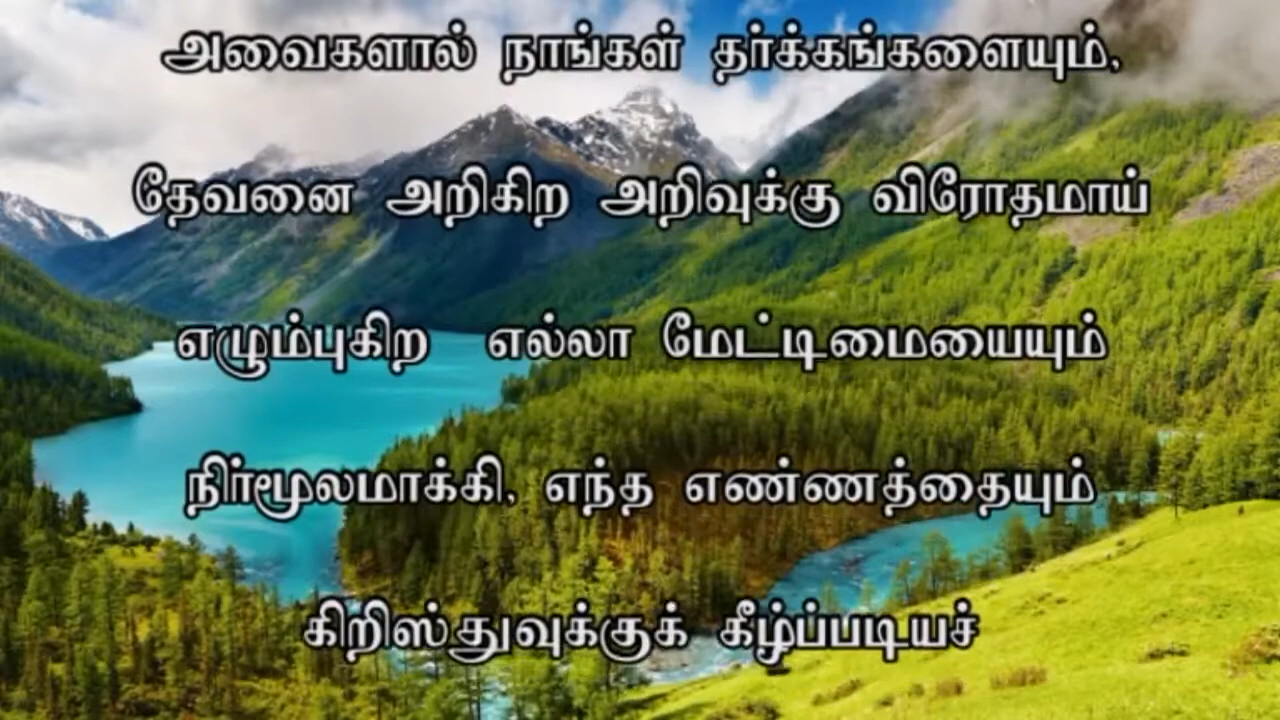 அவைகளால் நாங்கள் தர்க்கங்களையும்,
தேவனை அறிகிற அறிவுக்கு விரோதமாய்
எழும்புகிற எல்லா மேட்டிமையையும்
நிர்மூலமாக்கி, எந்த எண்ணத்தையும்
கிறிஸ்துவுக்குக் கீழ்ப்படியச்